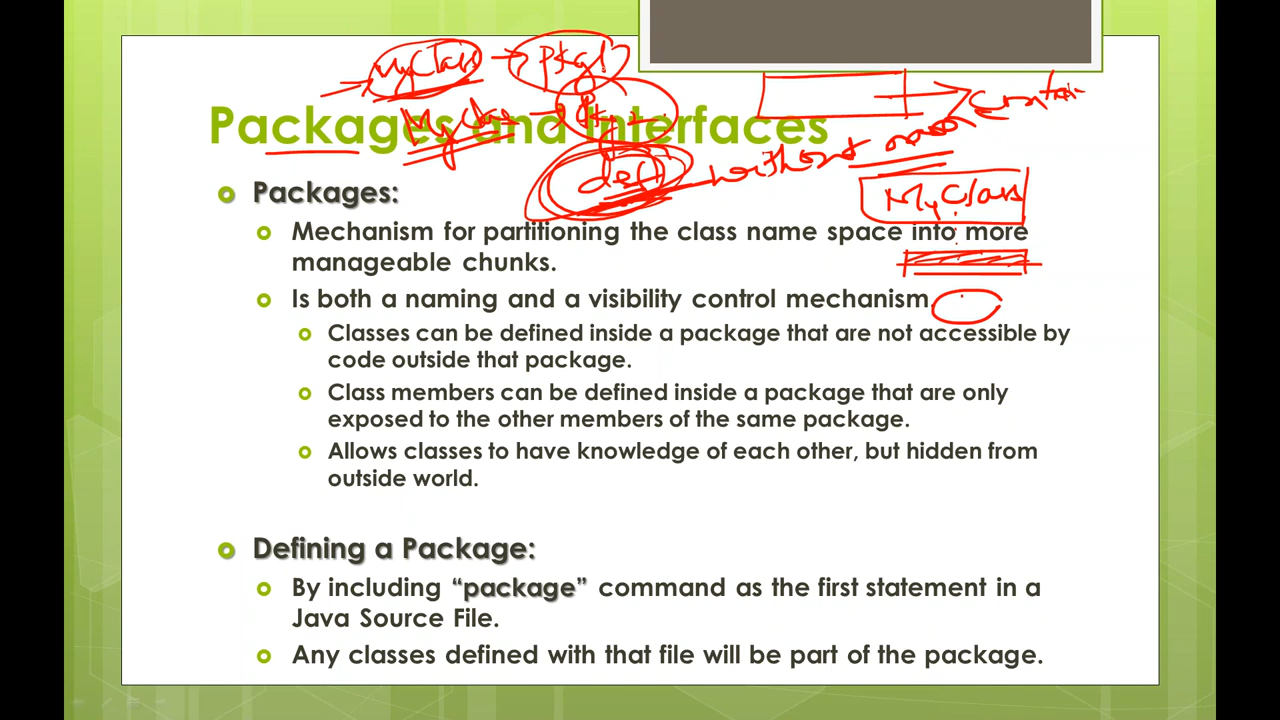 MyClass → Pkg1
Contain
MyClass → Pkg
Packages and Interfaces
def without name
MyClass
Packages:
Mechanism for partitioning the class name space into more
manageable chunks.
Is both a naming and a visibility control mechanism.
Classes can be defined inside a package that are not accessible by
code outside that package.
Class members can be defined inside a package that are only
exposed to the other members of the same package.
Allows classes to have knowledge of each other, but hidden from
outside world.
Defining a Package:
By including “package” command as the first statement in a
Java Source File.
Any classes defined with that file will be part of the package.